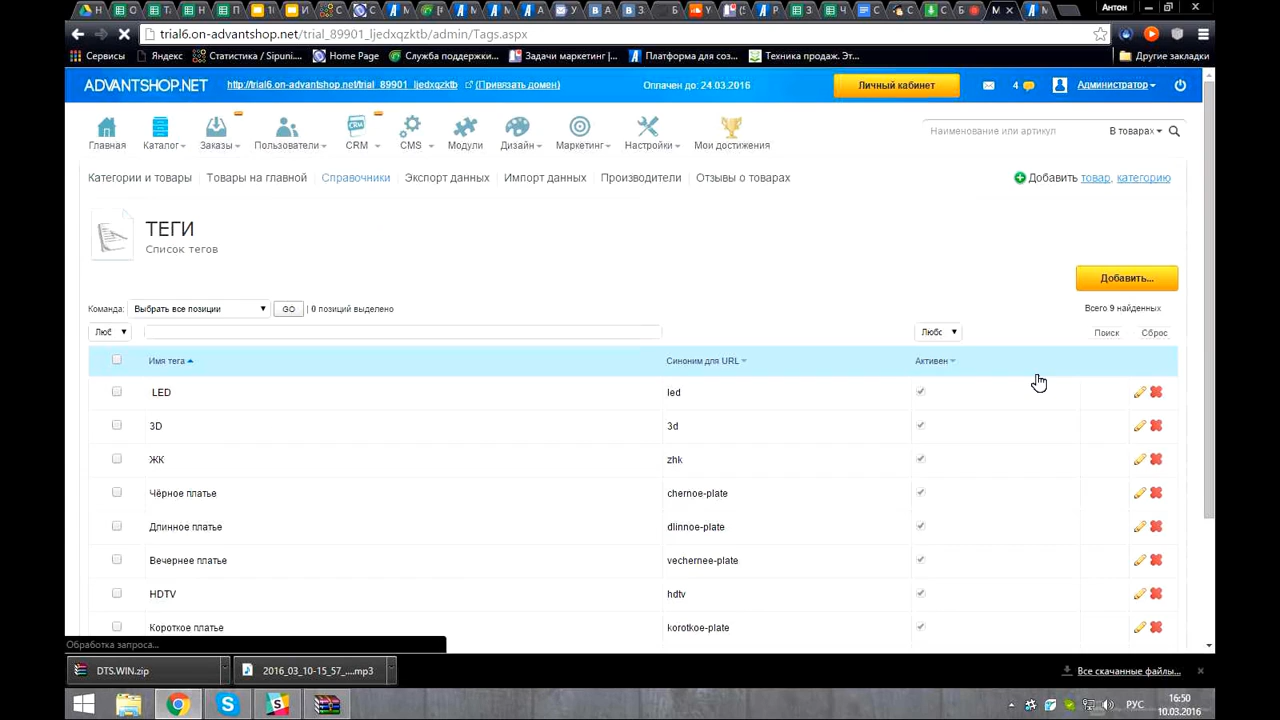 Антон
trial6.on-advantshop.net/trial_89901_ljedxqzktb/admin/Tags.aspx
Сервисы Яндекс Статистика / Sipuni... Home Page Служба поддержки... Задачи маркетинг |... Платформа для соз... Техника продаж. Эт... Другие закладки
ADVANTSHOP.NET http://trial6.on-advantshop.net/trial_89901_ljedxqzktb (Привязать домен) Оплачен до: 24.03.2016 Личный кабинет 4 Администратор
Главная Каталог Заказы Пользователи CRM CMS Модули Дизайн Маркетинг Настройки Мои достижения
Наименование или артикул В товарах
Категории и товары Товары на главной Справочники Экспорт данных Импорт данных Производители Отзывы о товарах Добавить товар, категорию
ТЕГИ
Список тегов
Добавить...
Команда: Выбрать все позиции GO | 0 позиций выделено Всего 9 найденных
Люб Любс Поиск Сброс
Имя тега Синоним для URL Активен
LED led
3D 3d
ЖК zhk
Чёрное платье chernoe-plate
Длинное платье dlinnoe-plate
Вечернее платье vechernee-plate
HDTV hdtv
Короткое платье korotkoe-plate
Обработка запроса...
DTS.WIN.zip 2016_03_10-15_57_....mp3 Все скачанные файлы...
РУС 16:50
10.03.2016